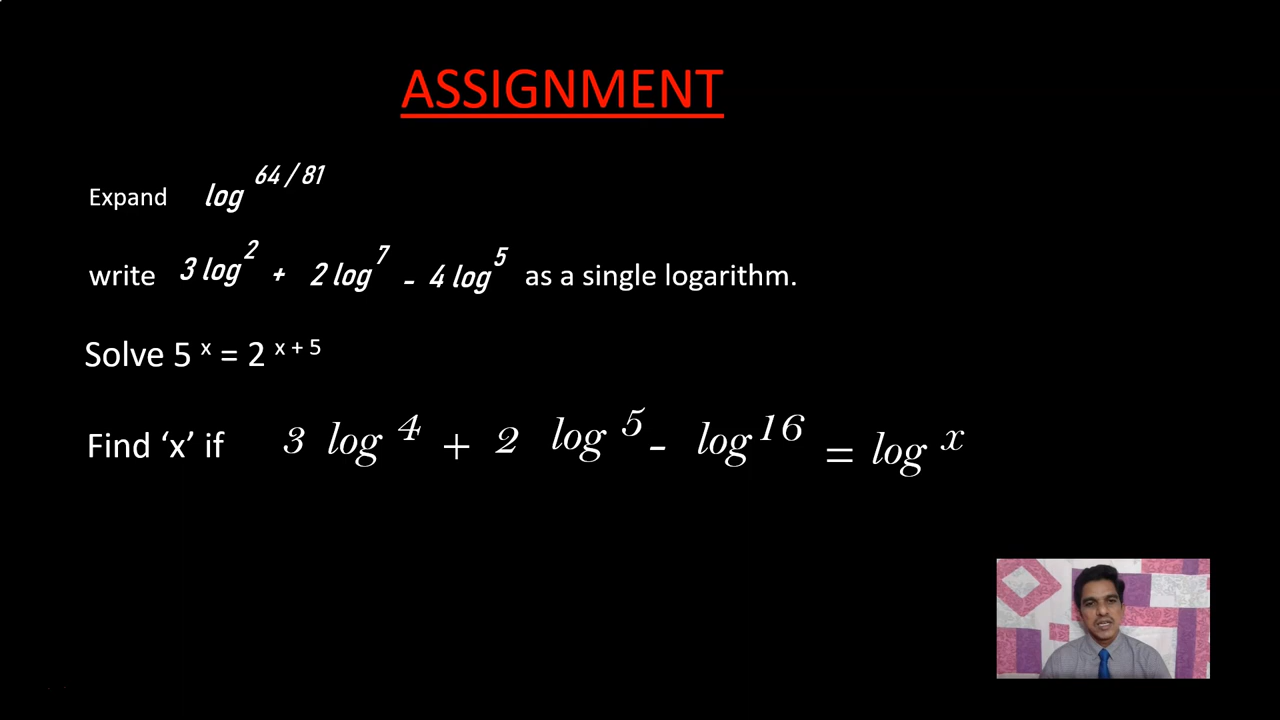 ASSIGNMENT
Expand log 64 / 81
write 3 log 2 + 2 log 7 - 4 log 5 as a single logarithm.
Solve 5 x = 2 x + 5
Find ‘x’ if 3 log 4 + 2 log 5 - log 16 = log x